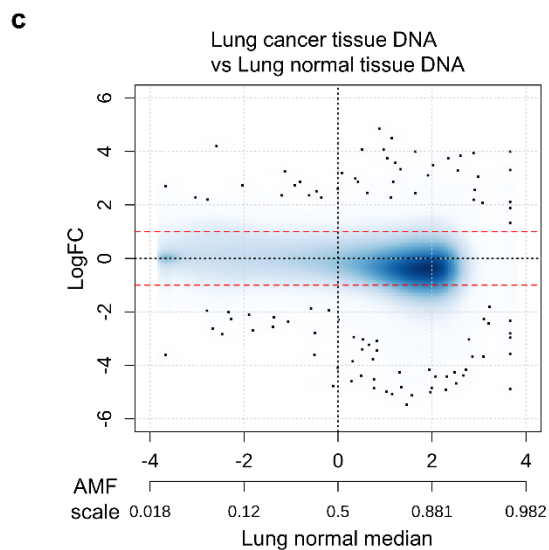 c
Lung cancer tissue DNA
vs Lung normal tissue DNA
LogFC
6
4
2
0
-2
-4
-6
-4 -2 0 2 4
AMF
scale 0.018 0.12 0.5 0.881 0.982
Lung normal median